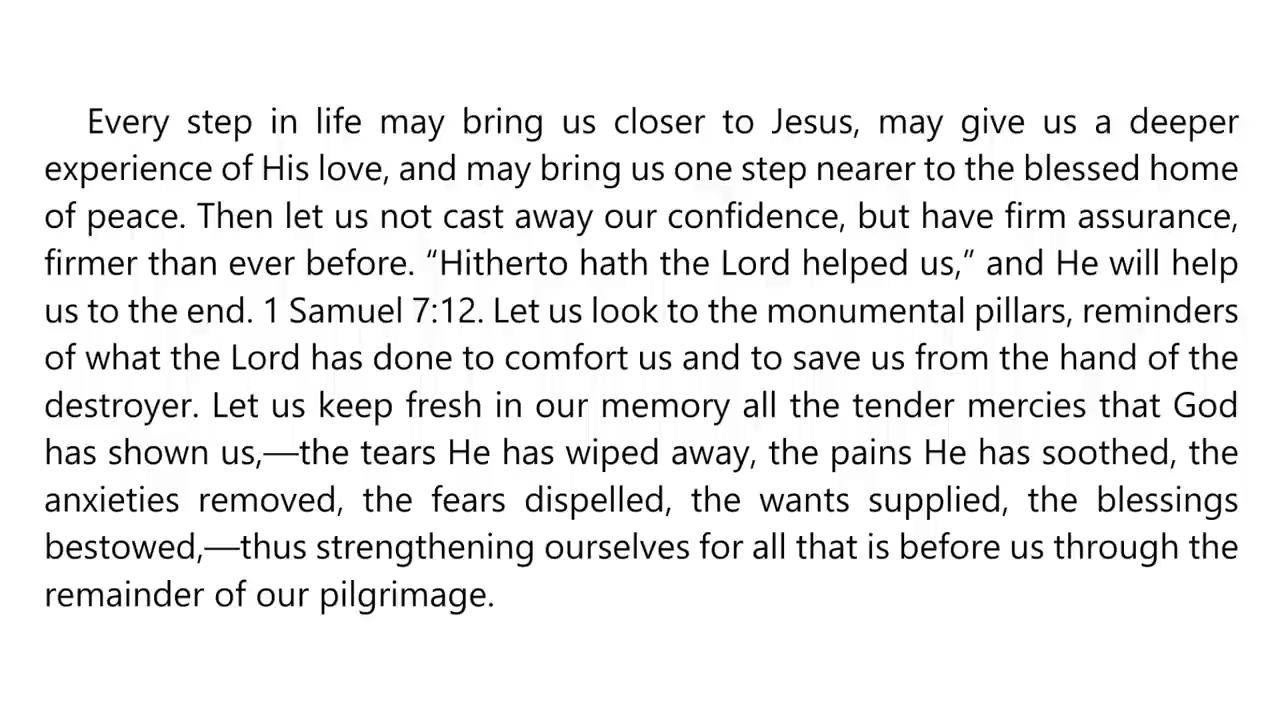 Every step in life may bring us closer to Jesus, may give us a deeper
experience of His love, and may bring us one step nearer to the blessed home
of peace. Then let us not cast away our confidence, but have firm assurance,
firmer than ever before. “Hitherto hath the Lord helped us,” and He will help
us to the end. 1 Samuel 7:12. Let us look to the monumental pillars, reminders
of what the Lord has done to comfort us and to save us from the hand of the
destroyer. Let us keep fresh in our memory all the tender mercies that God
has shown us,—the tears He has wiped away, the pains He has soothed, the
anxieties removed, the fears dispelled, the wants supplied, the blessings
bestowed,—thus strengthening ourselves for all that is before us through the
remainder of our pilgrimage.